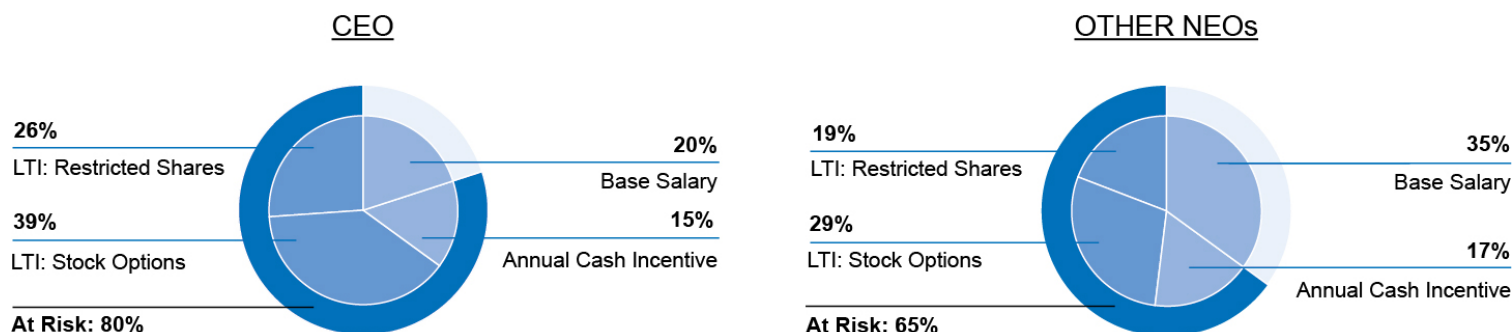 CEO
26%
LTI: Restricted Shares
20%
Base Salary
39%
LTI: Stock Options
15%
Annual Cash Incentive
At Risk: 80%
OTHER NEOs
19%
LTI: Restricted Shares
35%
Base Salary
29%
LTI: Stock Options
17%
Annual Cash Incentive
At Risk: 65%